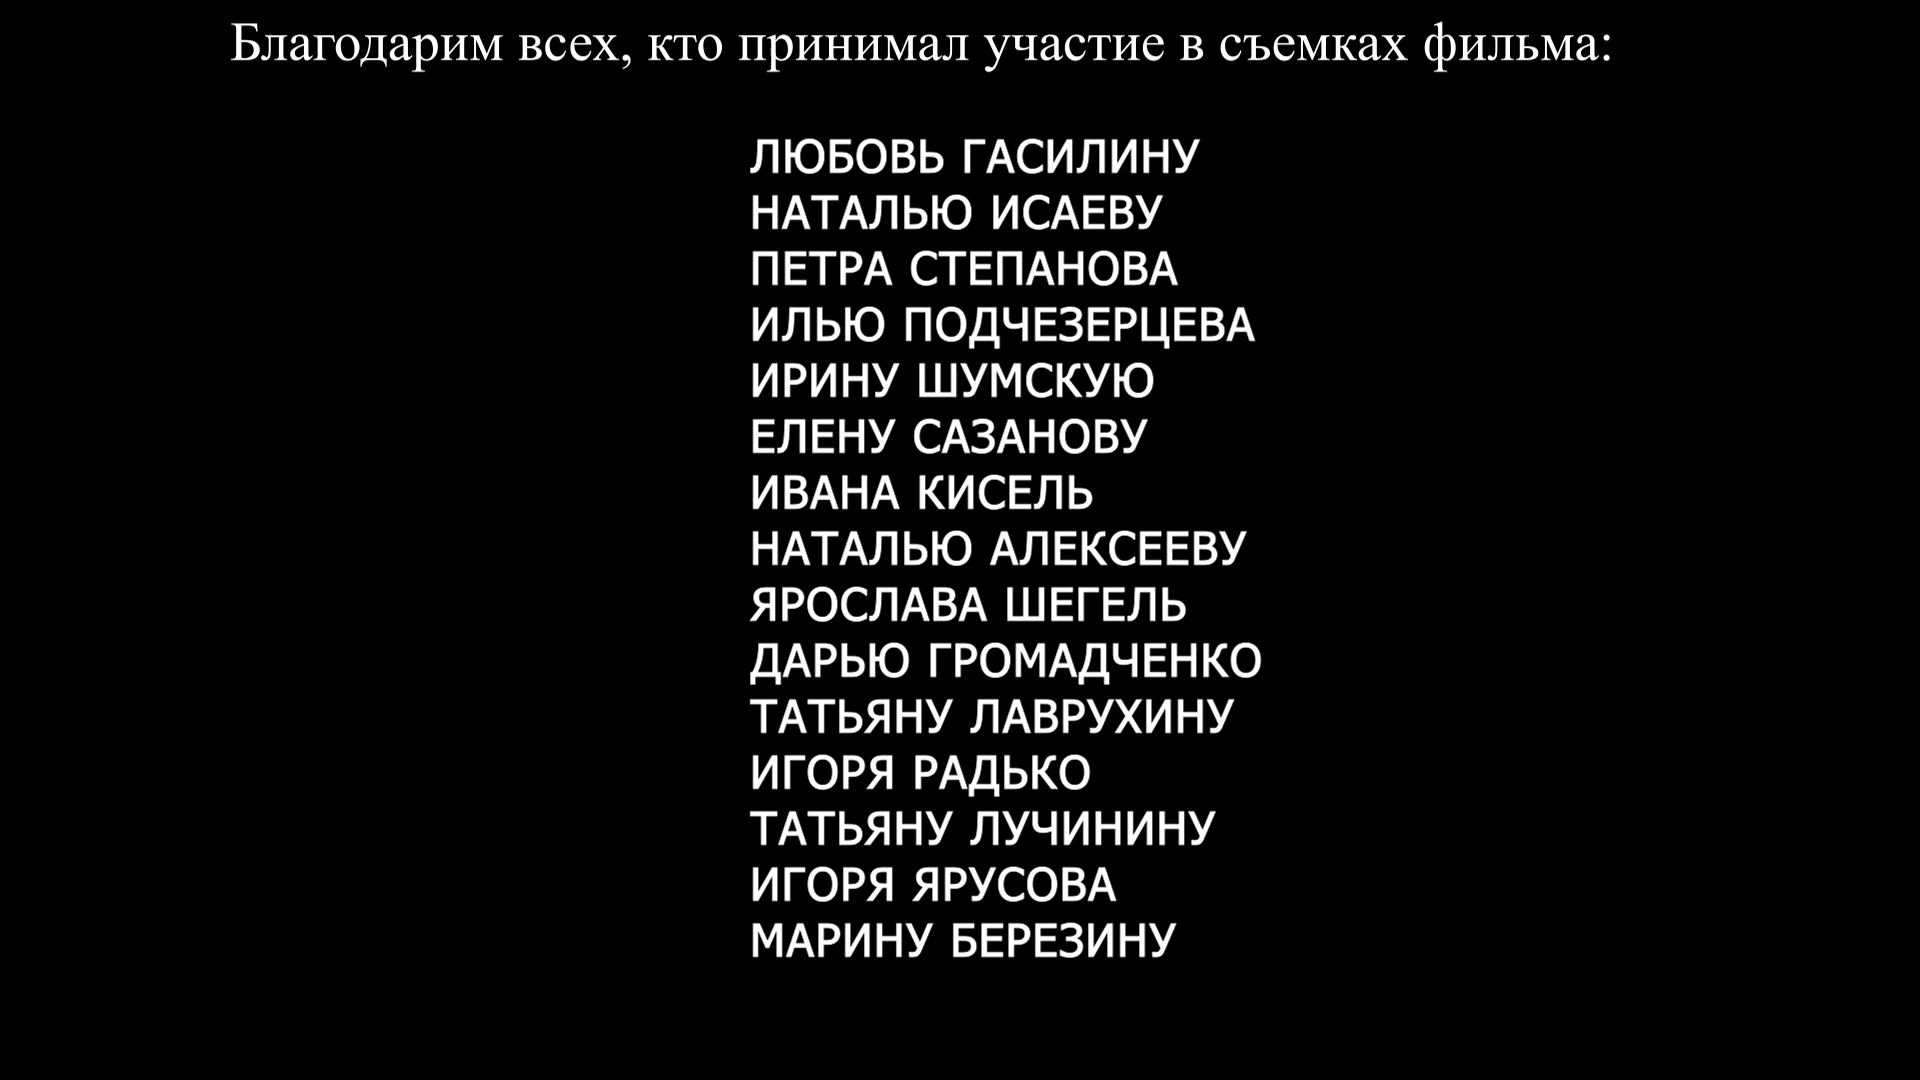 Благодарим всех, кто принимал участие в съемках фильма:
ЛЮБОВЬ ГАСИЛИНУ
НАТАЛЬЮ ИСАЕВУ
ПЕТРА СТЕПАНОВА
ИЛЬЮ ПОДЧЕЗЕРЦЕВА
ИРИНУ ШУМСКУЮ
ЕЛЕНУ САЗАНОВУ
ИВАНА КИСЕЛЬ
НАТАЛЬЮ АЛЕКСЕЕВУ
ЯРОСЛАВА ШЕГЕЛЬ
ДАРЬЮ ГРОМАДЧЕНКО
ТАТЬЯНУ ЛАВРУХИНУ
ИГОРЯ РАДЬКО
ТАТЬЯНУ ЛУЧИНИНУ
ИГОРЯ ЯРУСОВА
МАРИНУ БЕРЕЗИНУ